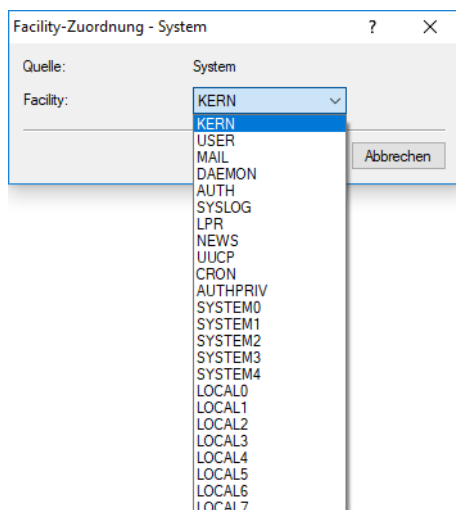 Facility-Zuordnung - System ? ×
Quelle: System
Facility: KERN
KERN
USER
MAIL
DAEMON
AUTH
SYSLOG
LPR
NEWS
UUCP
CRON
AUTHPRIV
SYSTEM0
SYSTEM1
SYSTEM2
SYSTEM3
SYSTEM4
LOCAL0
LOCAL1
LOCAL2
LOCAL3
LOCAL4
LOCAL5
LOCAL6
LOCAL7
Abbrechen